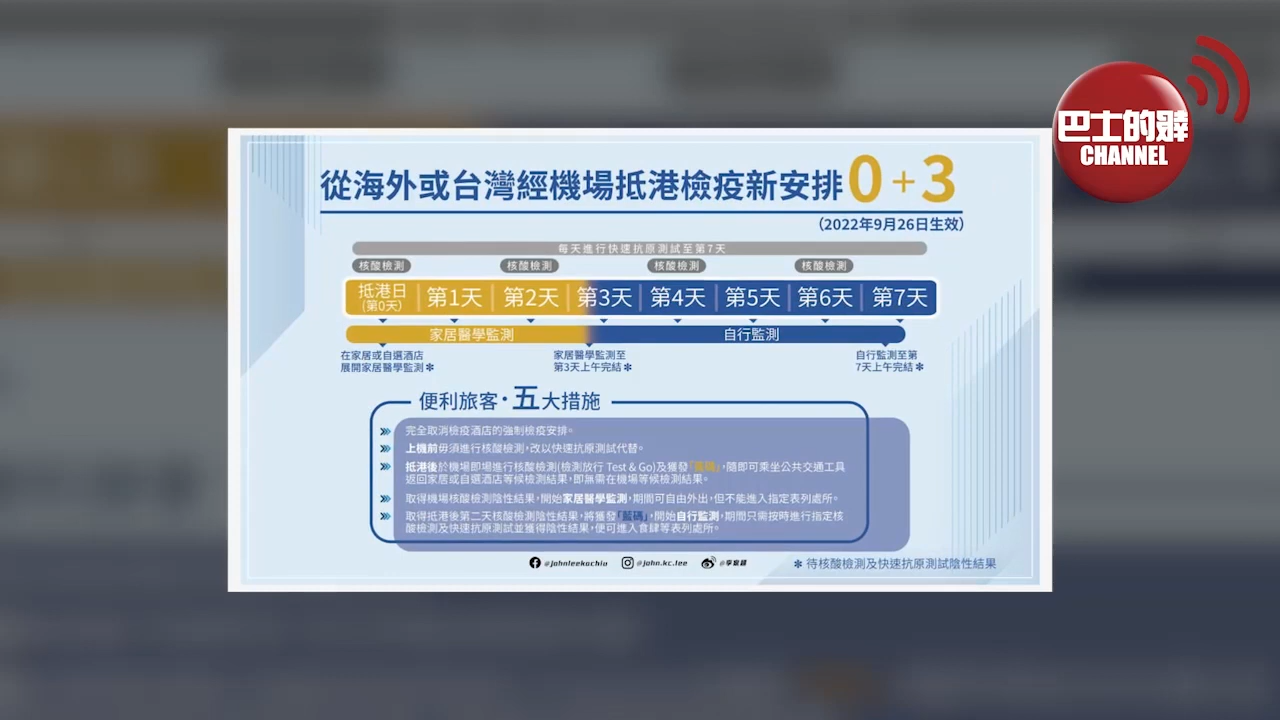 巴士的報
CHANNEL
從海外或台灣經機場抵港檢疫新安排0+3
(2022年9月26日生效)
每天進行快速抗原測試至第7天
核酸檢測 核酸檢測 核酸檢測 核酸檢測
抵港日 第1天 第2天 第3天 第4天 第5天 第6天 第7天
(第0天)
家居醫學監測 自行監測
在家居或自選酒店 家居醫學監測至 自行監測至第
展開家居醫學監測* 第3天上午完結* 7天上午完結*
便利旅客·五大措施
完全取消檢疫酒店的強制檢疫安排。
上機前毋須進行核酸檢測,改以快速抗原測試代替。
抵港後於機場即場進行核酸檢測(檢測放行 Test & Go)及獲發「黃碼」,隨即可乘坐公共交通工具
返回家居或自選酒店等候檢測結果,即無需在機場等候檢測結果。
取得機場核酸檢測陰性結果,開始家居醫學監測,期間可自由外出,但不能進入指定表列處所。
取得抵港後第二天核酸檢測陰性結果,將獲發「藍碼」,開始自行監測,期間只需按時進行指定核
酸檢測及快速抗原測試並獲得陰性結果,便可進入食肆等表列處所。
@johnleekachiu @john.kc.lee @李家超
* 待核酸檢測及快速抗原測試陰性結果